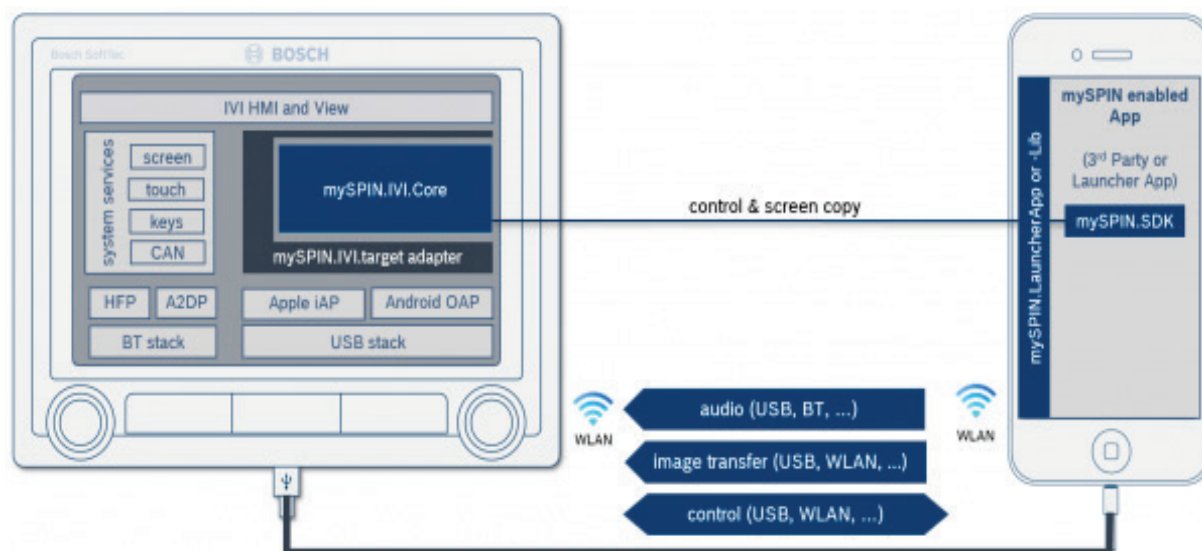 Bosch SoftTec
BOSCH
IVI HMI and View
system services
screen
touch
keys
CAN
mySPIN.IVI.Core
mySPIN.IVI.target adapter
HFP
A2DP
Apple iAP
Android OAP
BT stack
USB stack
control & screen copy
mySPIN.LauncherApp or -Lib
mySPIN enabled
App
(3rd Party or
Launcher App)
mySPIN.SDK
WLAN
audio (USB, BT, ...)
image transfer (USB, WLAN, ...)
control (USB, WLAN, ...)
WLAN